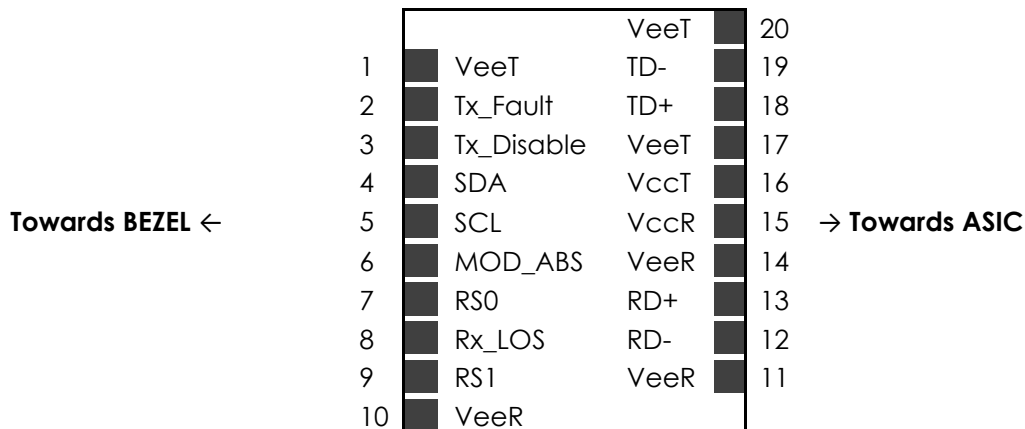 VeeT 20
1 VeeT TD- 19
2 Tx_Fault TD+ 18
3 Tx_Disable VeeT 17
4 SDA VccT 16
Towards BEZEL ← 5 SCL VccR 15 → Towards ASIC
6 MOD_ABS VeeR 14
7 RS0 RD+ 13
8 Rx_LOS RD- 12
9 RS1 VeeR 11
10 VeeR